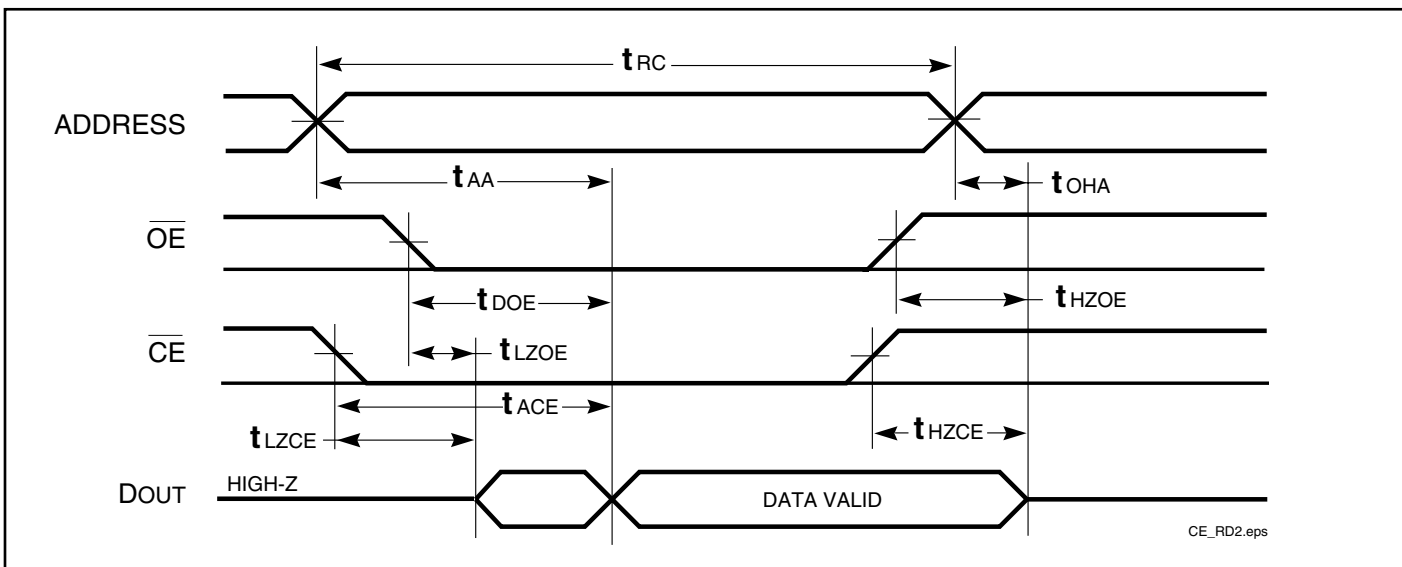 tRC
ADDRESS
tAA
tOHA
OE
tDOE
tHZOE
CE
tLZOE
tACE
tLZCE
tHZCE
DOUT
HIGH-Z
DATA VALID
CE_RD2.eps